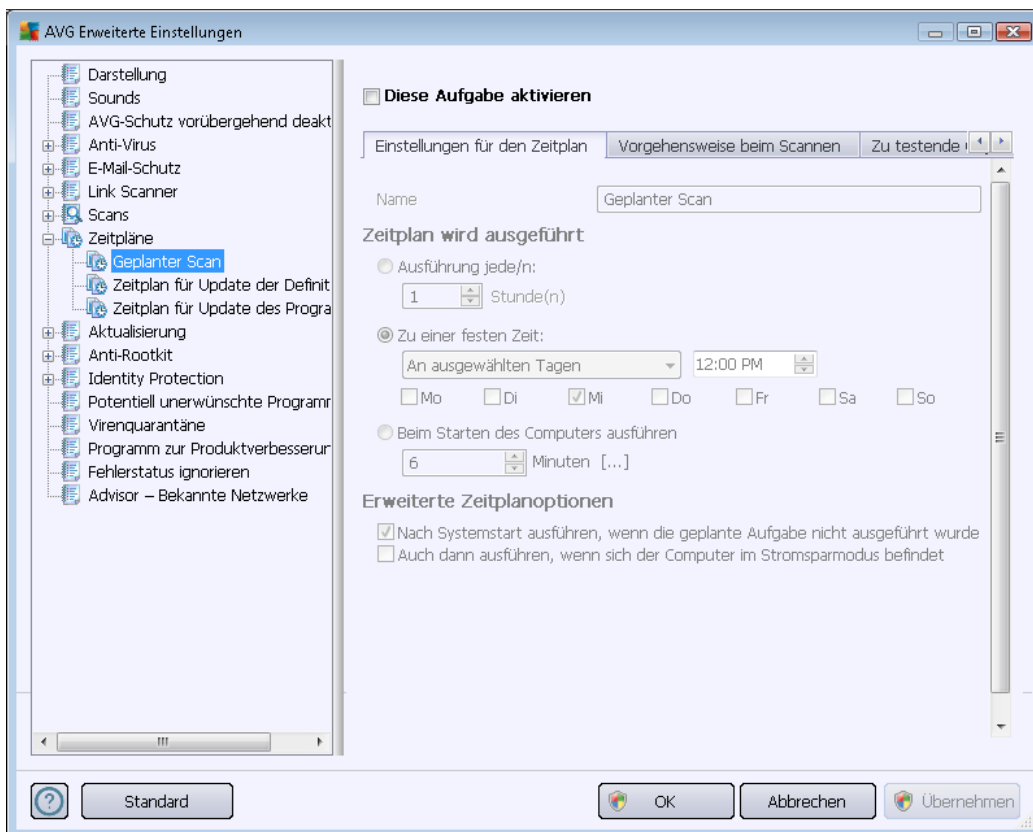 AVG Erweiterte Einstellungen
Darstellung
Sounds
AVG-Schutz vorübergehend deakt
Anti-Virus
E-Mail-Schutz
Link Scanner
Scans
Zeitpläne
Geplanter Scan
Zeitplan für Update der Definit
Zeitplan für Update des Progra
Aktualisierung
Anti-Rootkit
Identity Protection
Potentiell unerwünschte Programr
Virenquarantäne
Programm zur Produktverbesserur
Fehlerstatus ignorieren
Advisor – Bekannte Netzwerke
Diese Aufgabe aktivieren
Einstellungen für den Zeitplan Vorgehensweise beim Scannen Zu testende
Name Geplanter Scan
Zeitplan wird ausgeführt
Ausführung jede/n:
1 Stunde(n)
Zu einer festen Zeit:
An ausgewählten Tagen 12:00 PM
Mo Di Mi Do Fr Sa So
Beim Starten des Computers ausführen
6 Minuten [...]
Erweiterte Zeitplanoptionen
Nach Systemstart ausführen, wenn die geplante Aufgabe nicht ausgeführt wurde
Auch dann ausführen, wenn sich der Computer im Stromsparmodus befindet
? Standard OK Abbrechen Übernehmen